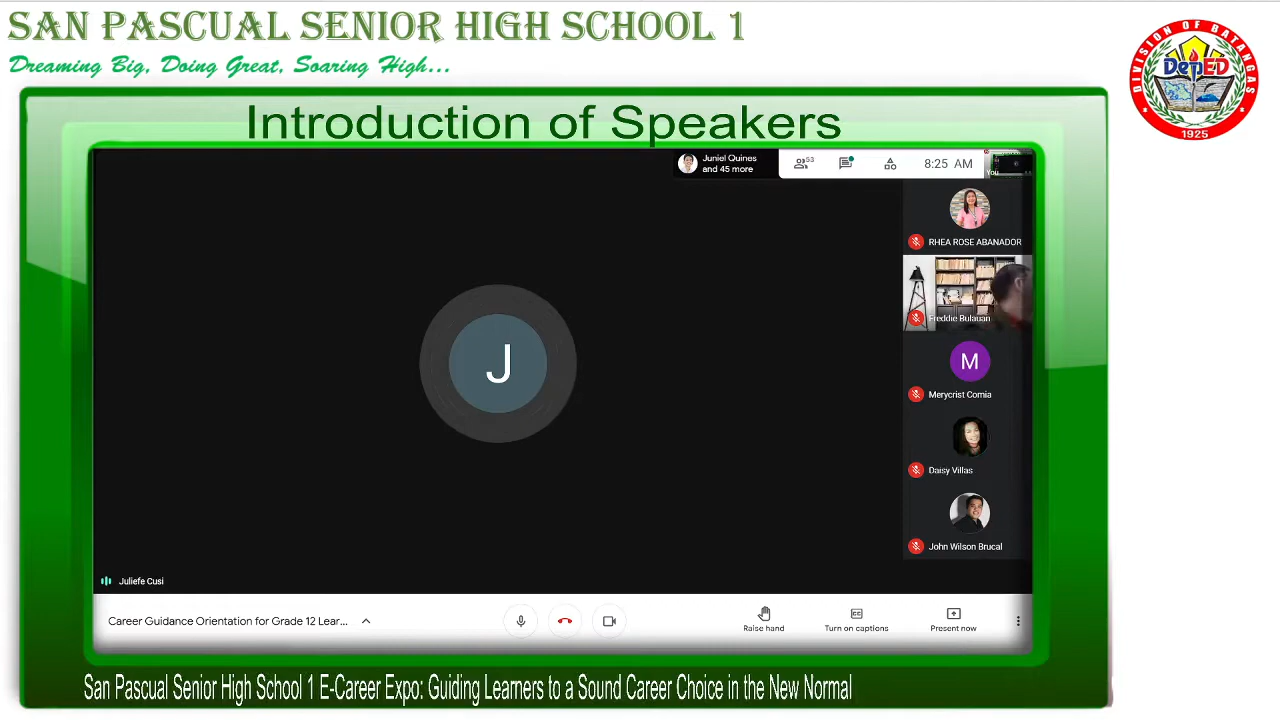 SAN PASCUAL SENIOR HIGH SCHOOL 1
Dreaming Big, Doing Great, Soaring High...
DIVISION OF BATANGAS
DepED
1925
Introduction of Speakers
Juniel Quines
and 45 more
53
8:25 AM
You
RHEA ROSE ABANADOR
Freddie Bulauan
M
Merycrist Comia
Daisy Villas
John Wilson Brucal
J
Juliefe Cusi
Career Guidance Orientation for Grade 12 Lear...
Raise hand
CC
Turn on captions
Present now
San Pascual Senior High School 1 E-Career Expo: Guiding Learners to a Sound Career Choice in the New Normal